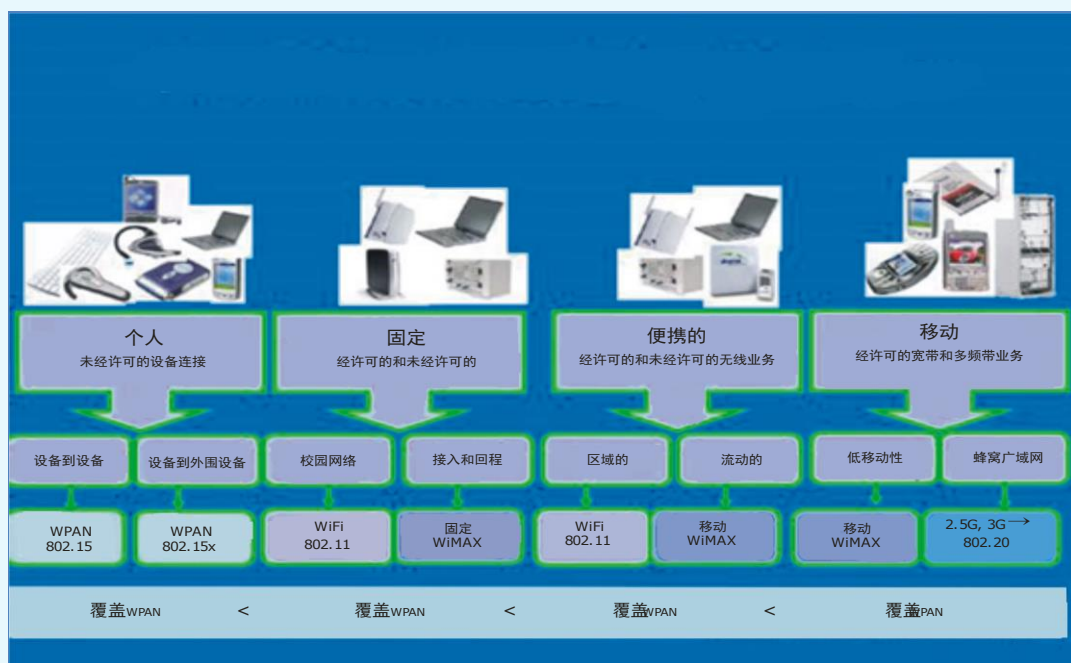 个人
未经许可的设备连接
固定
经许可的和未经许可的
便携的
经许可的和未经许可的无线业务
移动
经许可的宽带和多频带业务
设备到设备
设备到外围设备
校园网络
接入和回程
区域的
流动的
低移动性
蜂窝广域网
WPAN
802.15
WPAN
802.15x
WiFi
802.11
固定
WiMAX
WiFi
802.11
移动
WiMAX
移动
WiMAX
2.5G, 3G→
802.20
覆盖WPAN < 覆盖WPAN < 覆盖WPAN < 覆盖WPAN